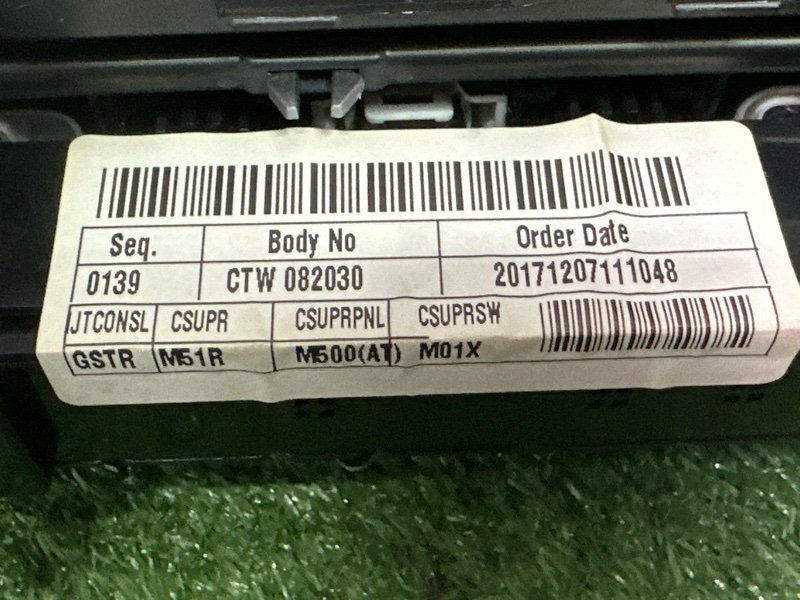 Seq. Body No Order Date
0139 CTW 082030 20171207111048
JTCONSL CSUPR CSUPRPNL CSUPRSW
GSTR M51R M500(AT) M01X